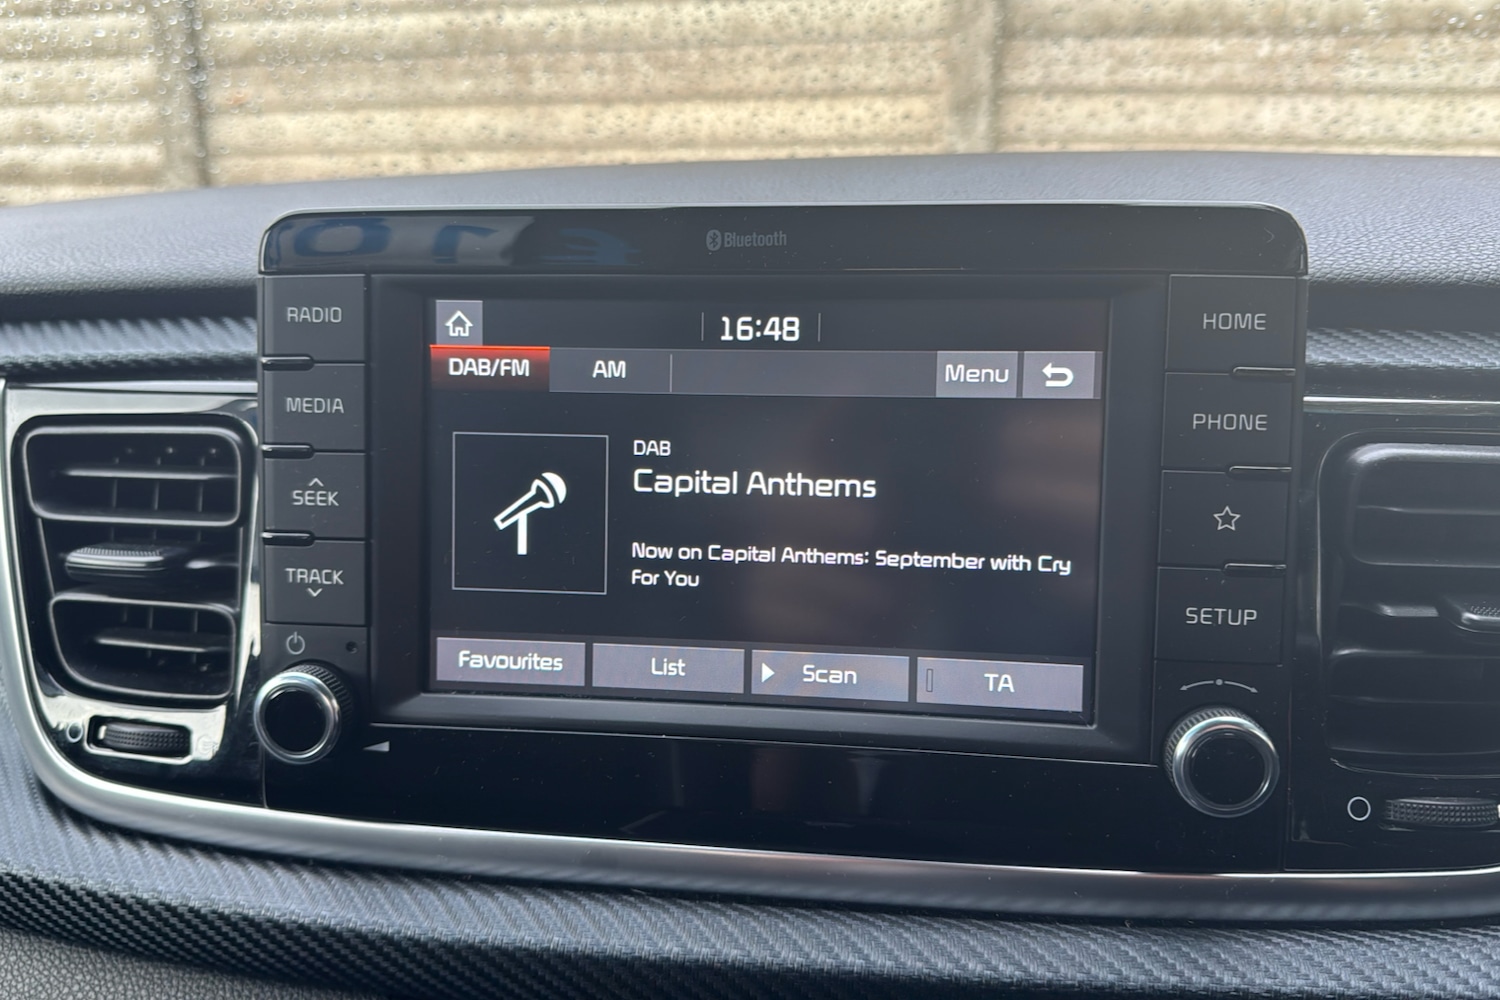 Bluetooth
RADIO
MEDIA
SEEK
TRACK
16:48
DAB/FM AM Menu
DAB
Capital Anthems
Now on Capital Anthems: September with Cry
For You
Favourites List Scan TA
HOME
PHONE
SETUP